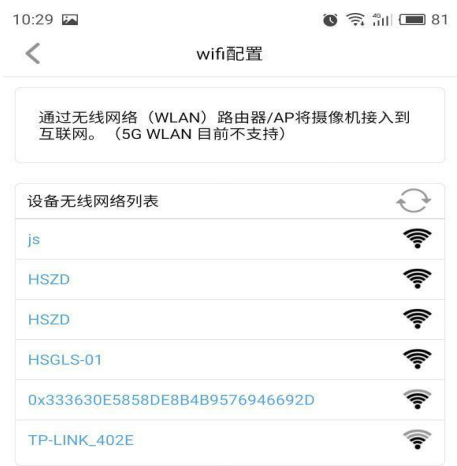 10:29 4G 81
wifi配置
通过无线网络（WLAN）路由器/AP将摄像机接入到
互联网。（5G WLAN 目前不支持）
设备无线网络列表
js
HSZD
HSZD
HSGLS-01
0x333630E5858DE8B4B9576946692D
TP-LINK_402E